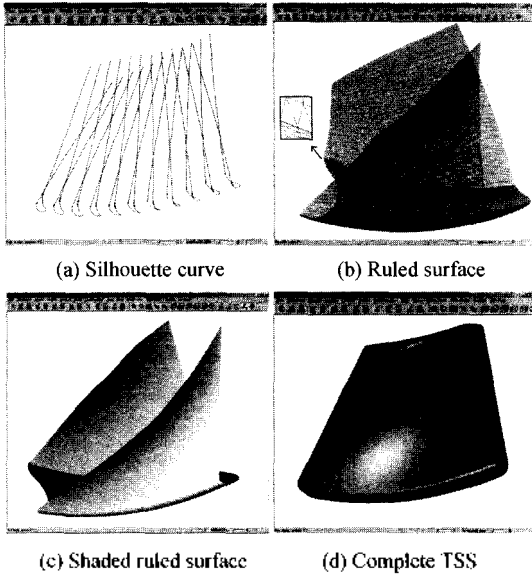 (a) Silhouette curve
(b) Ruled surface
(c) Shaded ruled surface
(d) Complete TSS